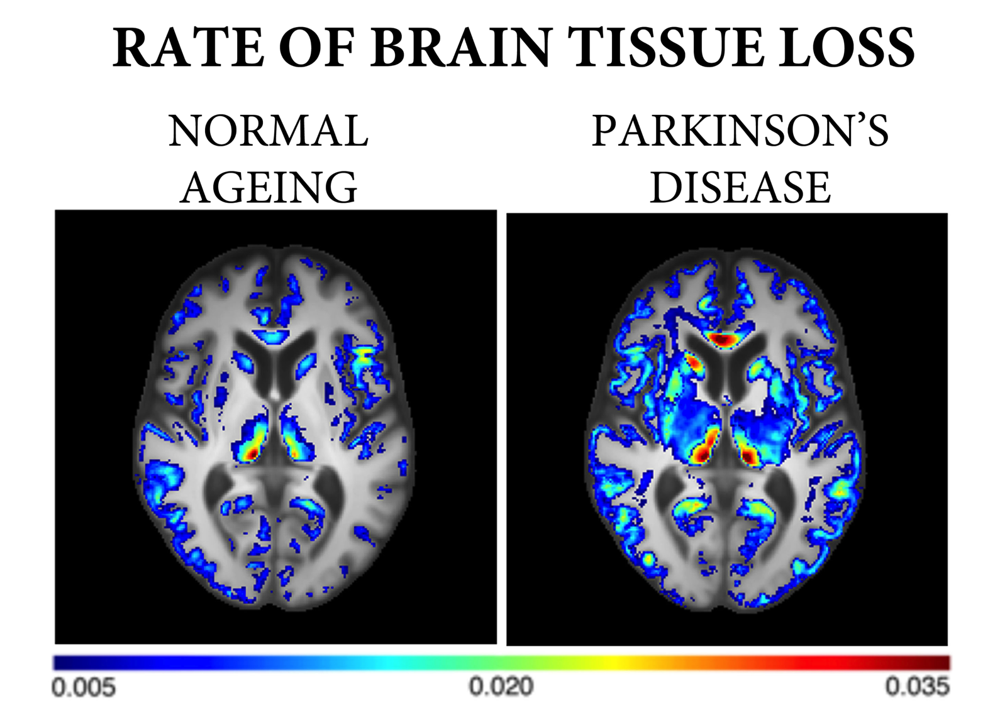 RATE OF BRAIN TISSUE LOSS
NORMAL
AGEING
PARKINSON’S
DISEASE
0.005
0.020
0.035